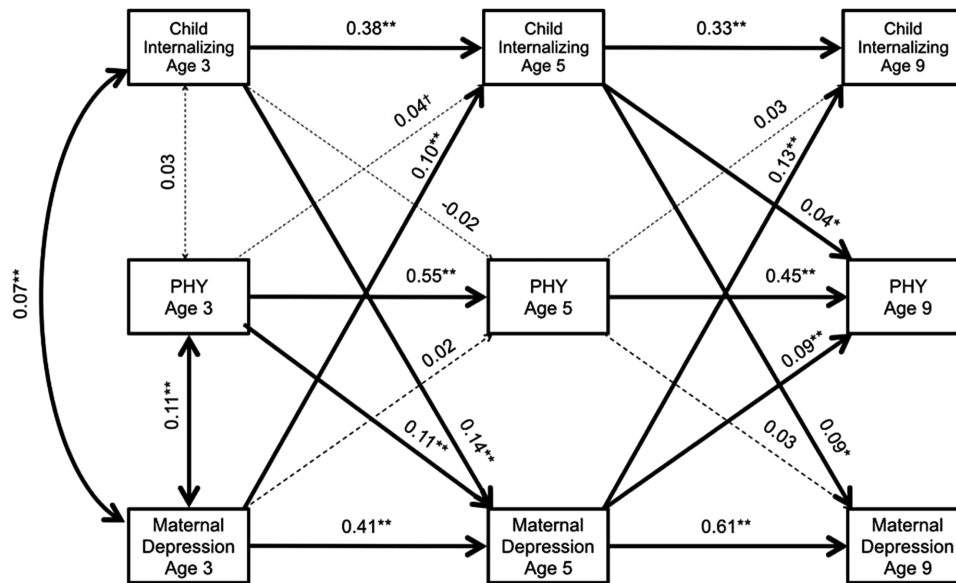 Child
Internalizing
Age 3
0.38**
Child
Internalizing
Age 5
0.33**
Child
Internalizing
Age 9
0.04†
0.10**
0.03
0.13**
0.03
-0.02
0.04*
0.07**
PHY
Age 3
0.55**
PHY
Age 5
0.45**
PHY
Age 9
0.02
0.09**
0.11**
0.11**
0.14**
0.03
0.09*
Maternal
Depression
Age 3
0.41**
Maternal
Depression
Age 5
0.61**
Maternal
Depression
Age 9